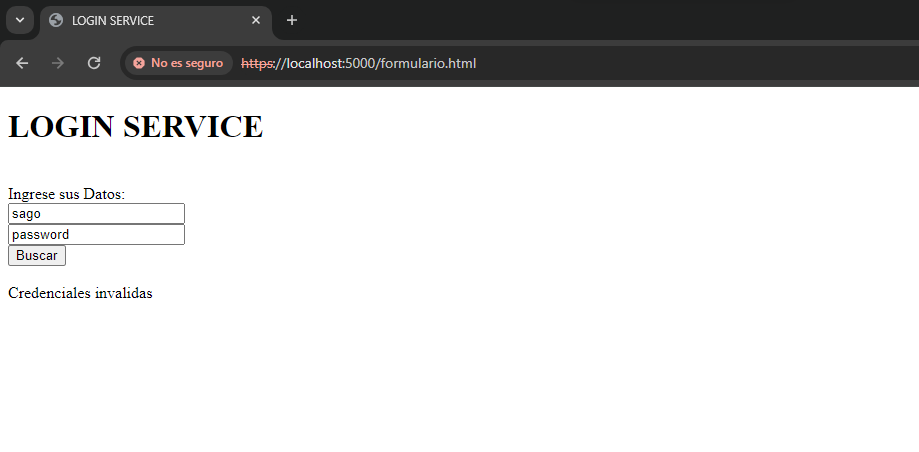 LOGIN SERVICE
No es seguro https://localhost:5000/formulario.html
LOGIN SERVICE
Ingrese sus Datos:
sago
password
Buscar
Credenciales invalidas